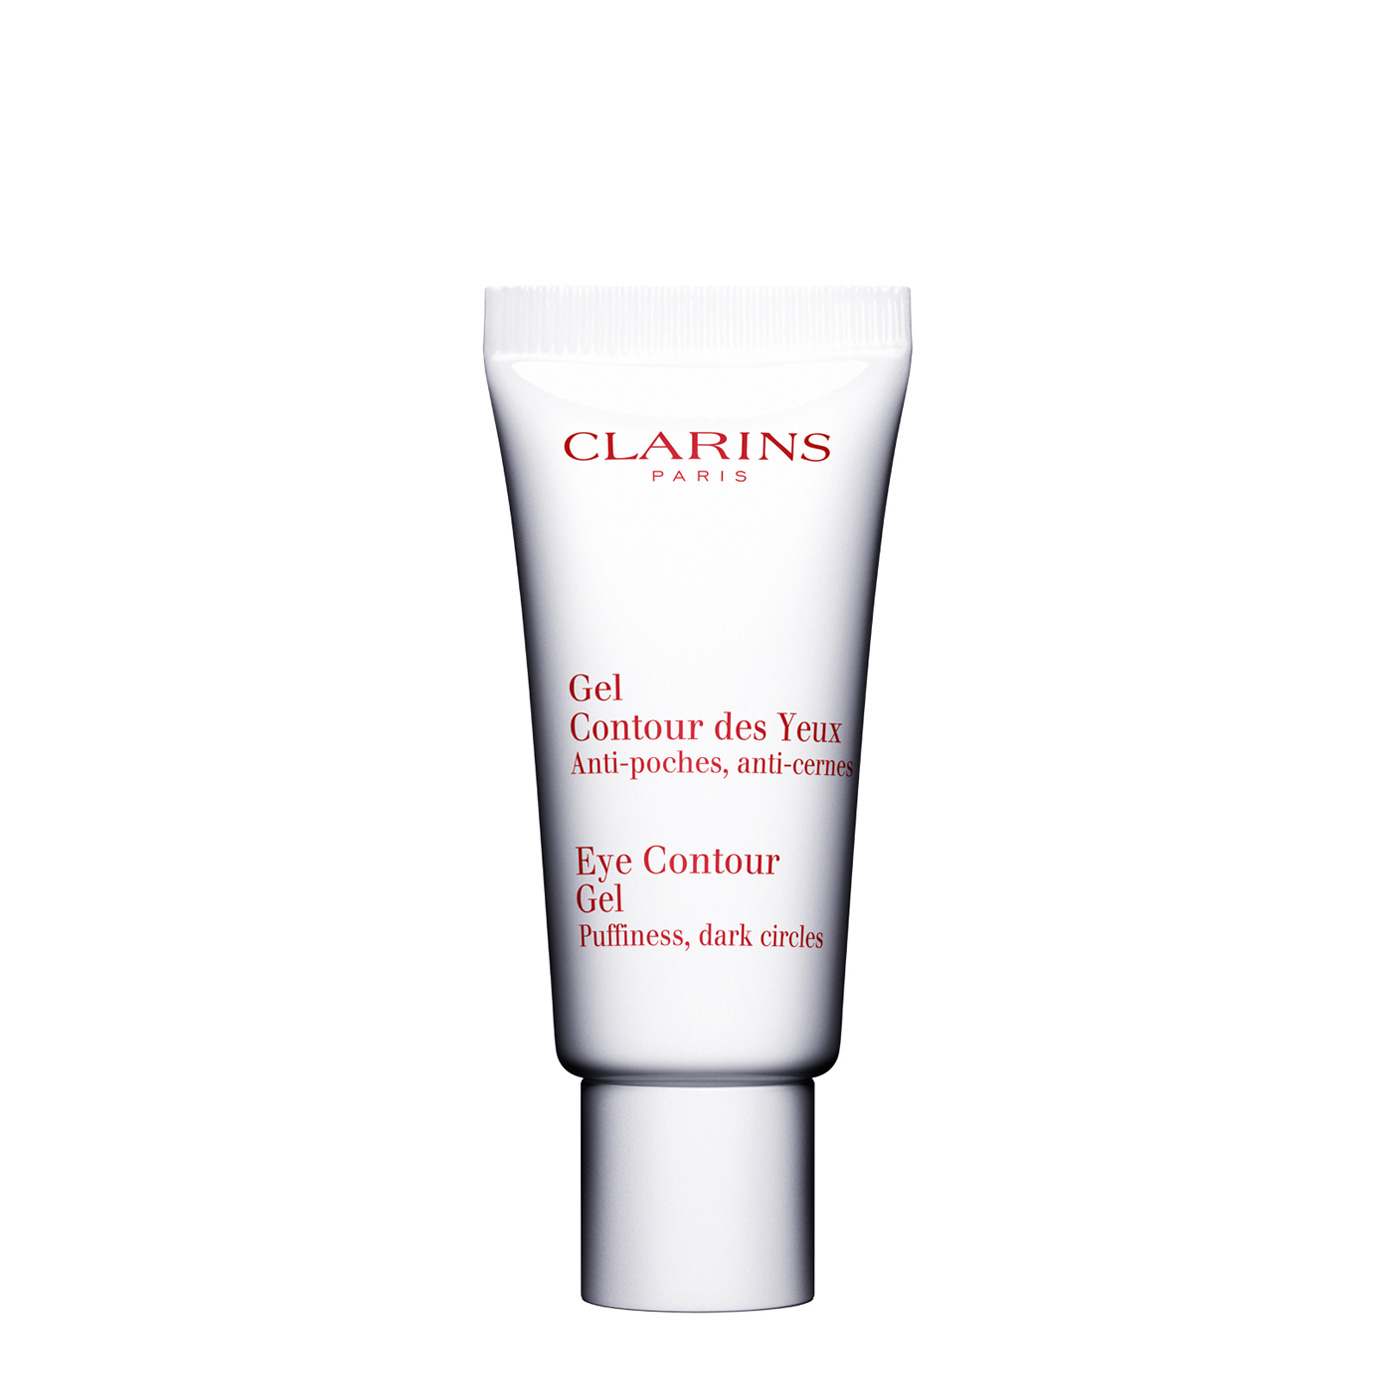 CLARINS
PARIS
Gel
Contour des Yeux
Anti-poches, anti-cernes
Eye Contour
Gel
Puffiness, dark circles